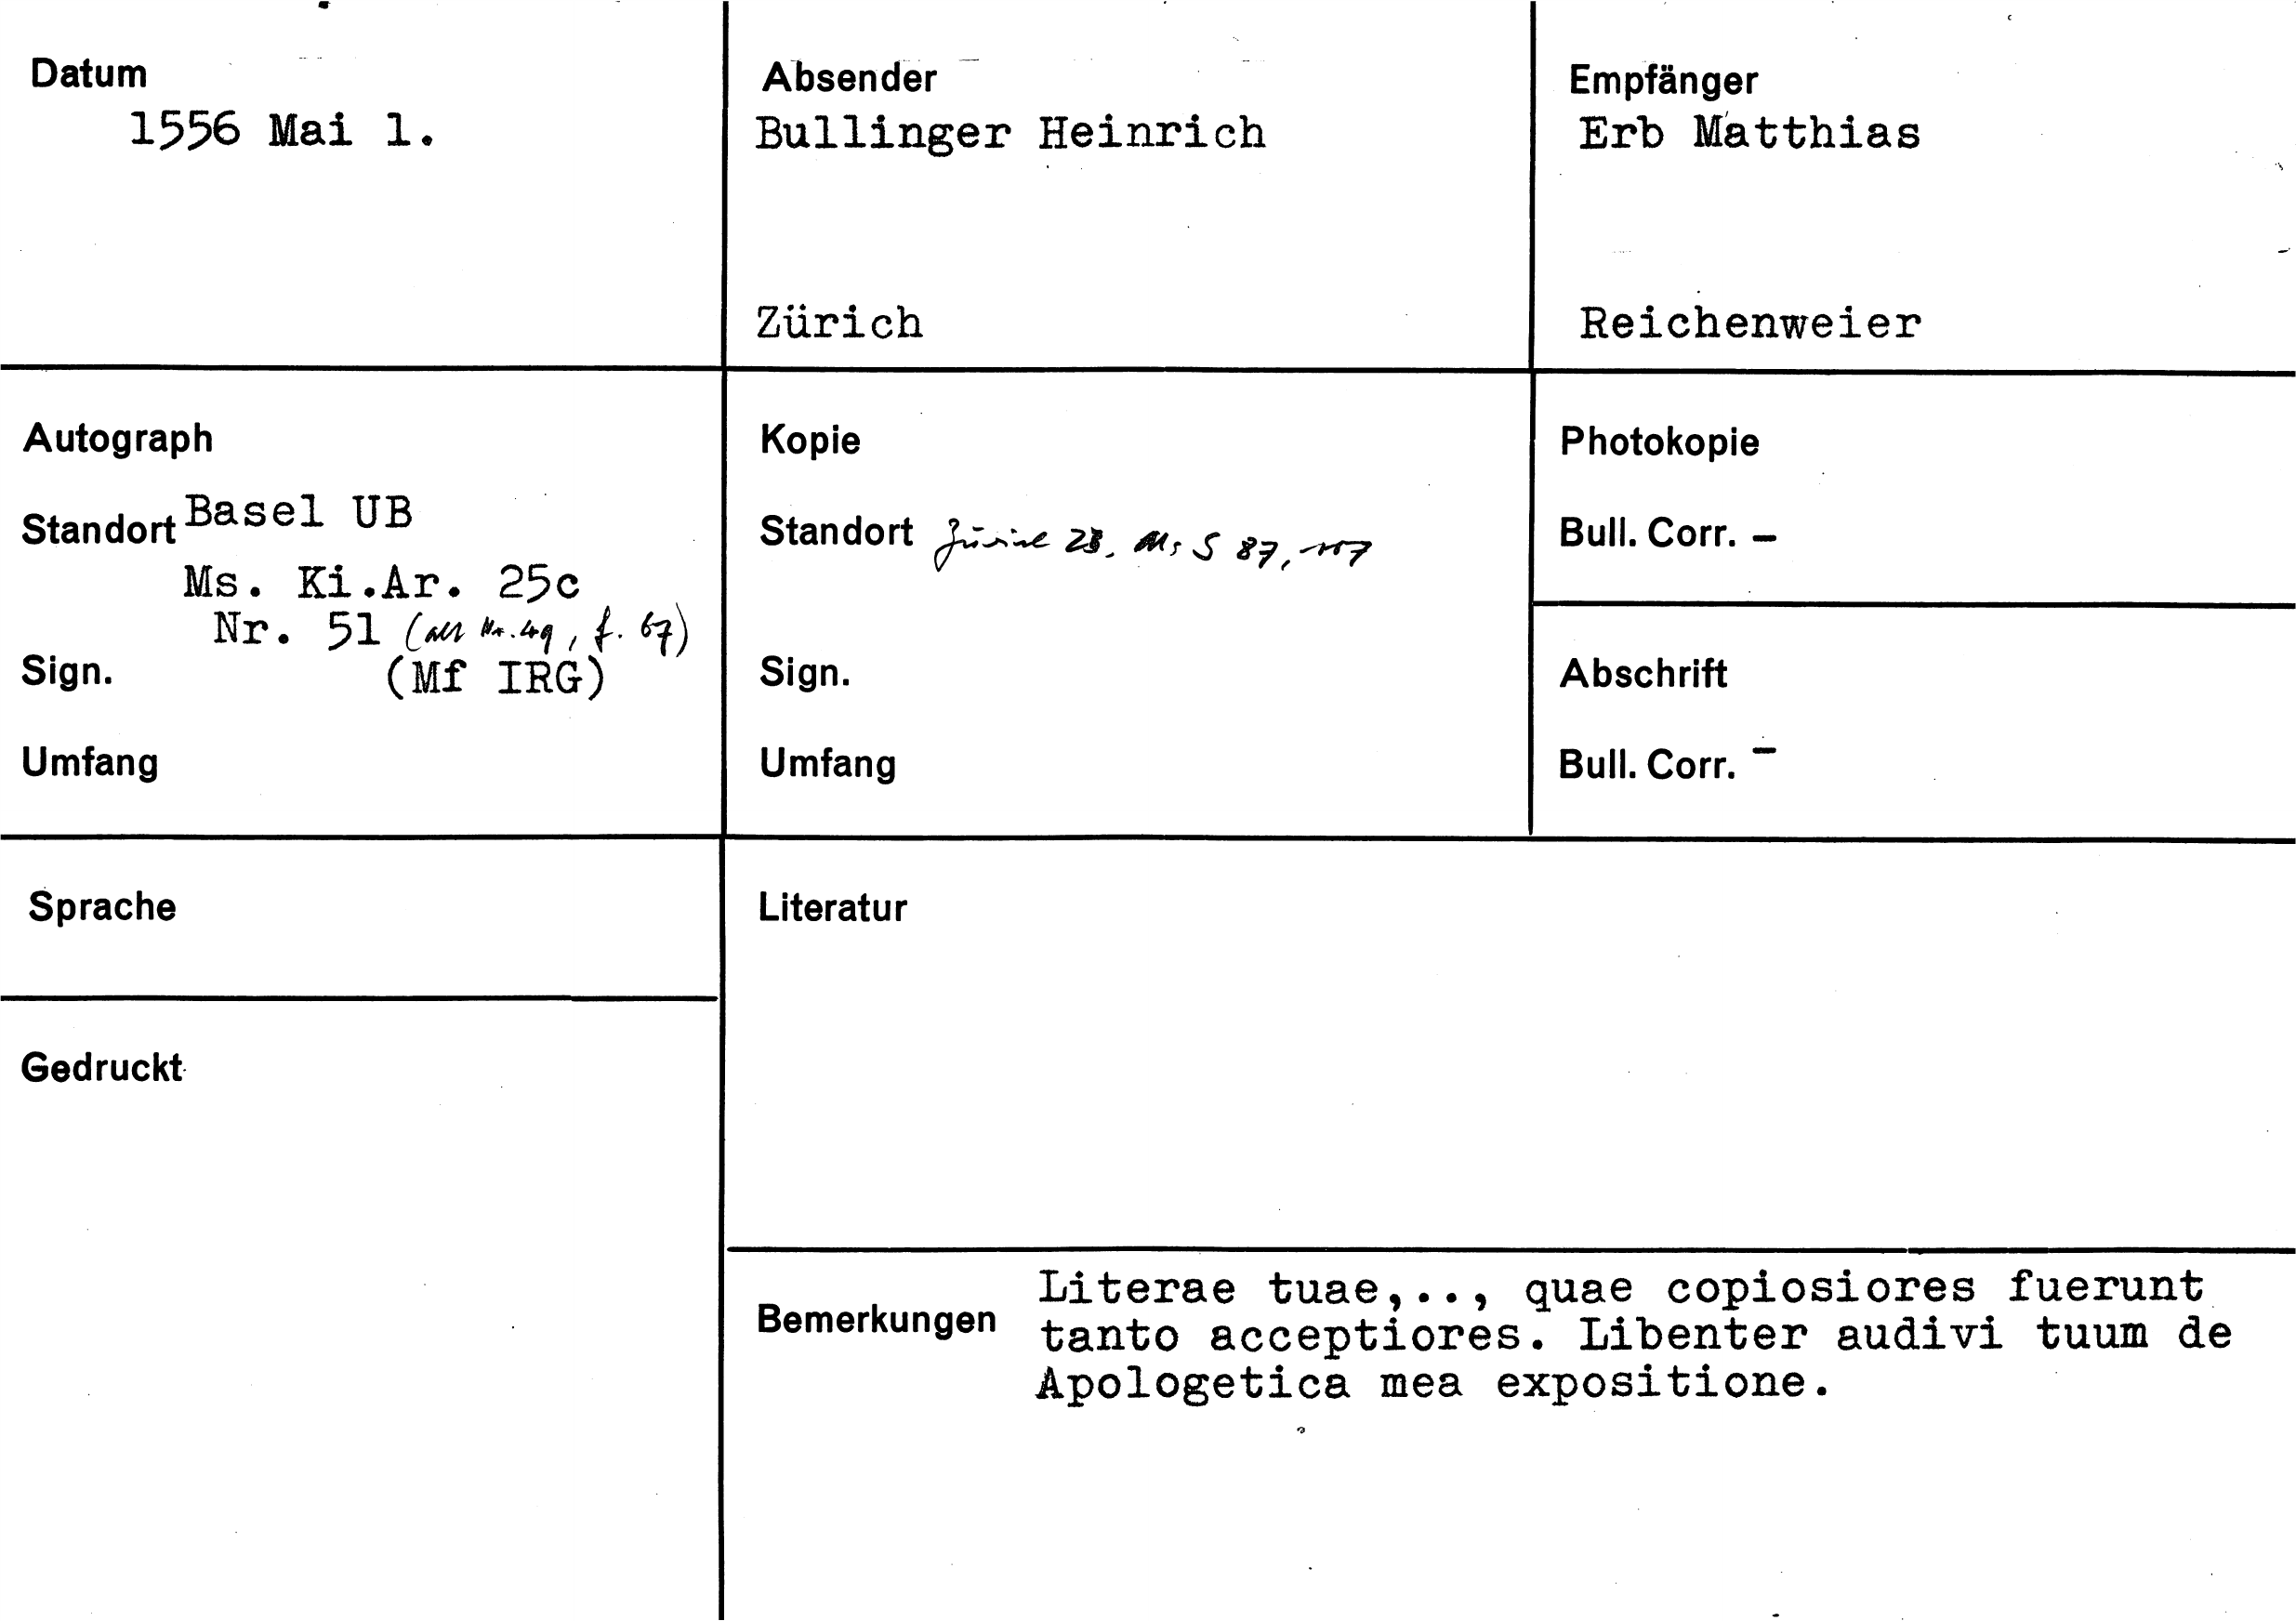 Datum
1556 Mai 1.
Absender
Bullinger Heinrich
Zürich
Empfänger
Erb Matthias
Reichenweier
Autograph
Standort Basel UB
Ms. Ki.Ar. 25c
Nr. 51 (alt Nr. 49, f. 67)
Sign. (Mf IRG)
Umfang
Kopie
Standort Zürich ZB. Ms S 87, 107
Sign.
Umfang
Photokopie
Bull. Corr. –
Abschrift
Bull. Corr. –
Sprache
Gedruckt
Literatur
Bemerkungen
Literae tuae,.., quae copiosiores fuerunt
tanto acceptiores. Libenter audivi tuum de
Apologetica mea expositione.